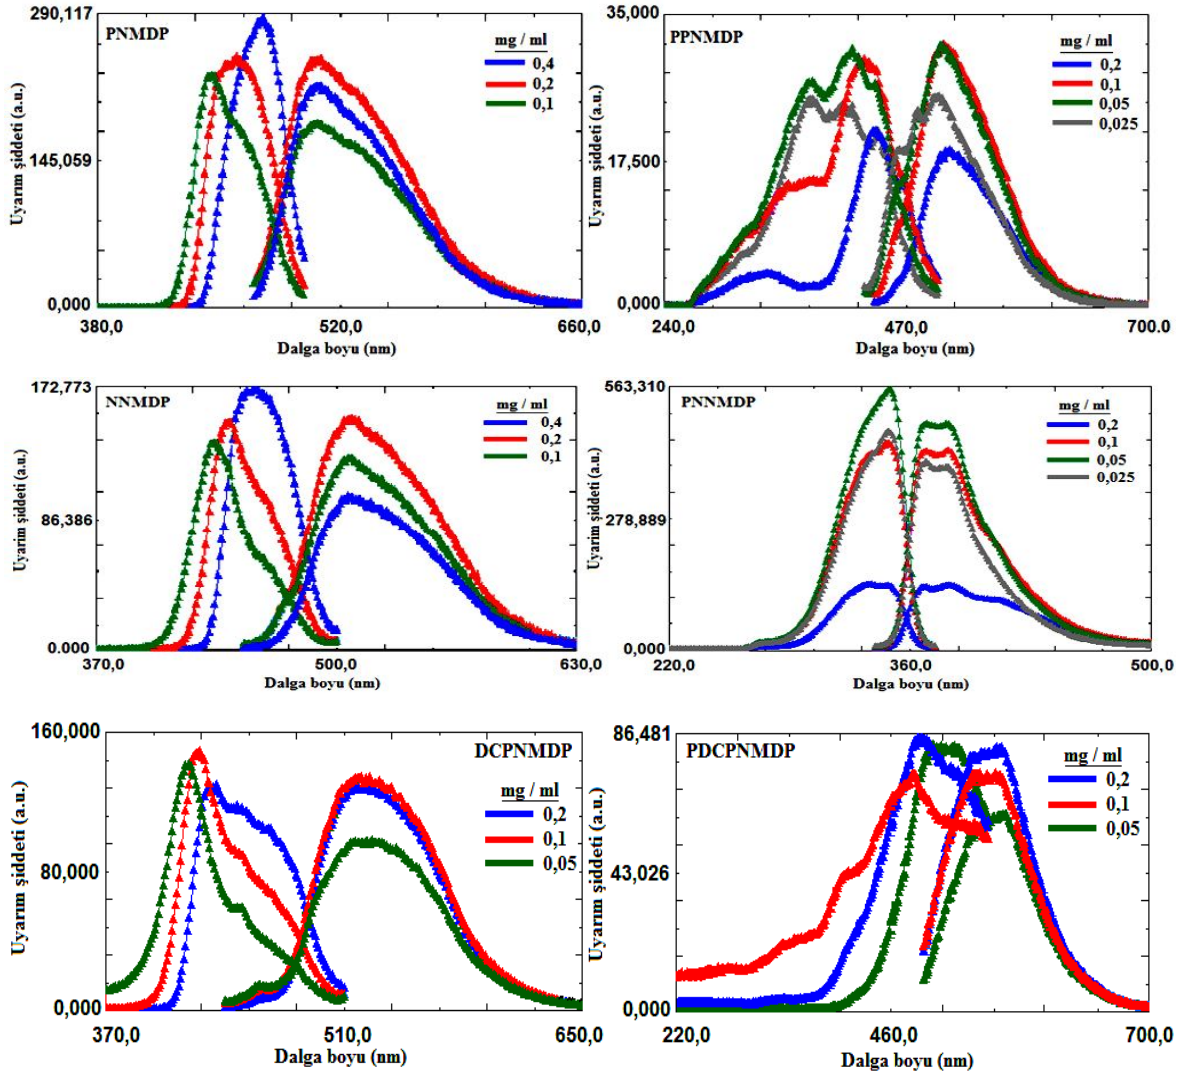 290,117
PNMDP
mg / ml
0,4
0,2
0,1
145,059
0,000
380,0
520,0
660,0
Uyarım şiddeti (a.u.)
Dalga boyu (nm)
35,000
PPNMDP
mg / ml
0,2
0,1
0,05
0,025
17,500
0,000
240,0
470,0
700.0
Uyarım şiddeti (a.u.)
Dalga boyu (nm)
172,773
NNMDP
mg / ml
0,4
0,2
0,1
86,386
0.000
370,0
500,0
630,0
Uyarim şiddeti (a.u.)
Dalga boyu (nm)
563,310
PNNMDP
mg / ml
0,2
0,1
0,05
0,025
278,889
0,000
220,0
360,0
500,0
Uyarim şiddeti (a.u.)
Dalga boyu (nm)
160,000
DCPNMDP
mg / ml
0,2
0,1
0,05
80,000
0,000
370,0
510,0
650,0
Uyarım şiddeti (a.u.)
Dalga boyu (nm)
86,481
PDCPNMDP
mg / ml
0,2
0,1
0,05
43,026
0,000
220,0
460,0
700,0
Uyarım şiddeti (a.u.)
Dalga boyu (nm)